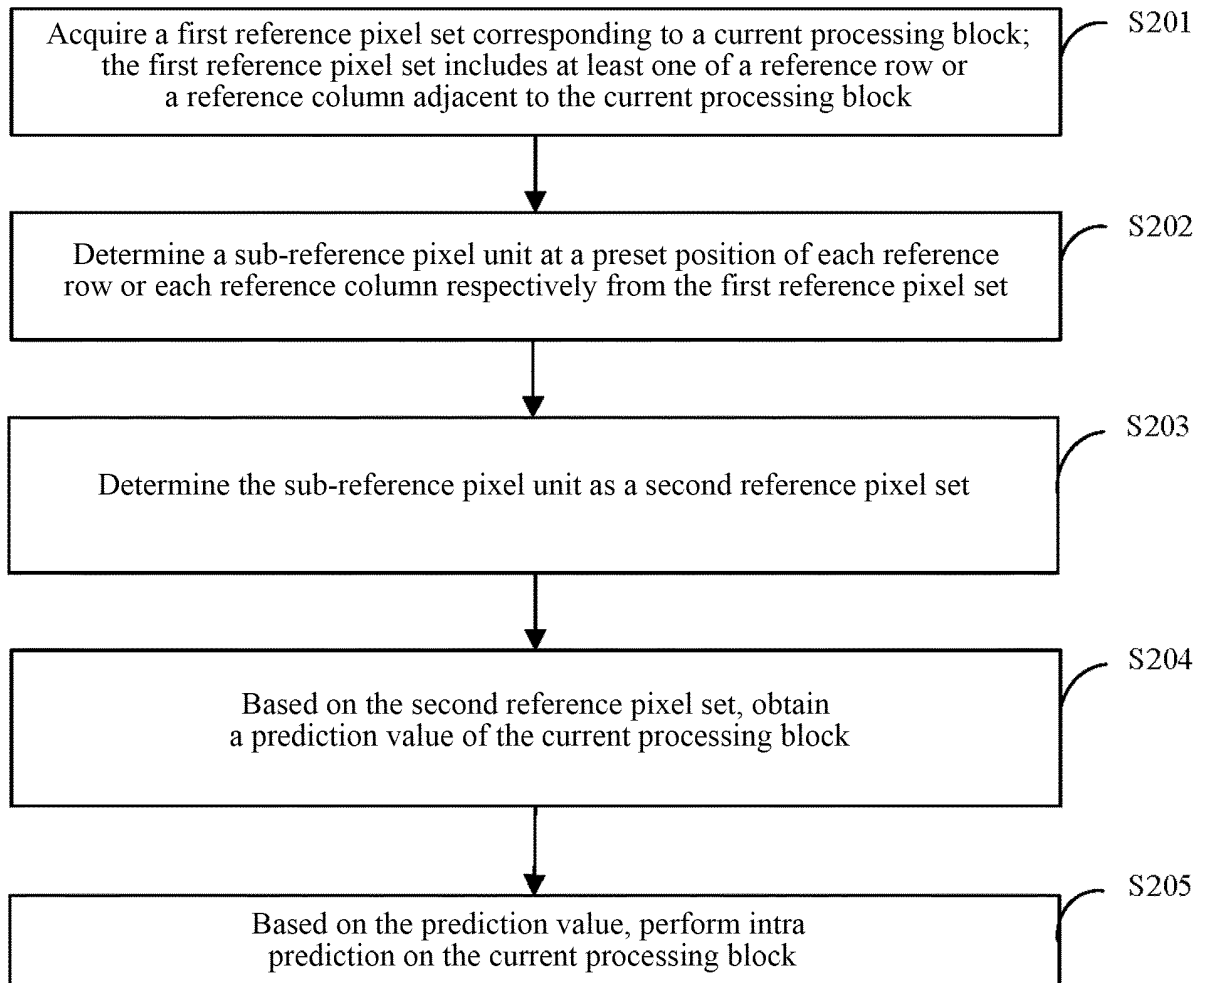 Acquire a first reference pixel set corresponding to a current processing block;
the first reference pixel set includes at least one of a reference row or
a reference column adjacent to the current processing block
S201
Determine a sub-reference pixel unit at a preset position of each reference
row or each reference column respectively from the first reference pixel set
S202
Determine the sub-reference pixel unit as a second reference pixel set
S203
Based on the second reference pixel set, obtain
a prediction value of the current processing block
S204
Based on the prediction value, perform intra
prediction on the current processing block
S205